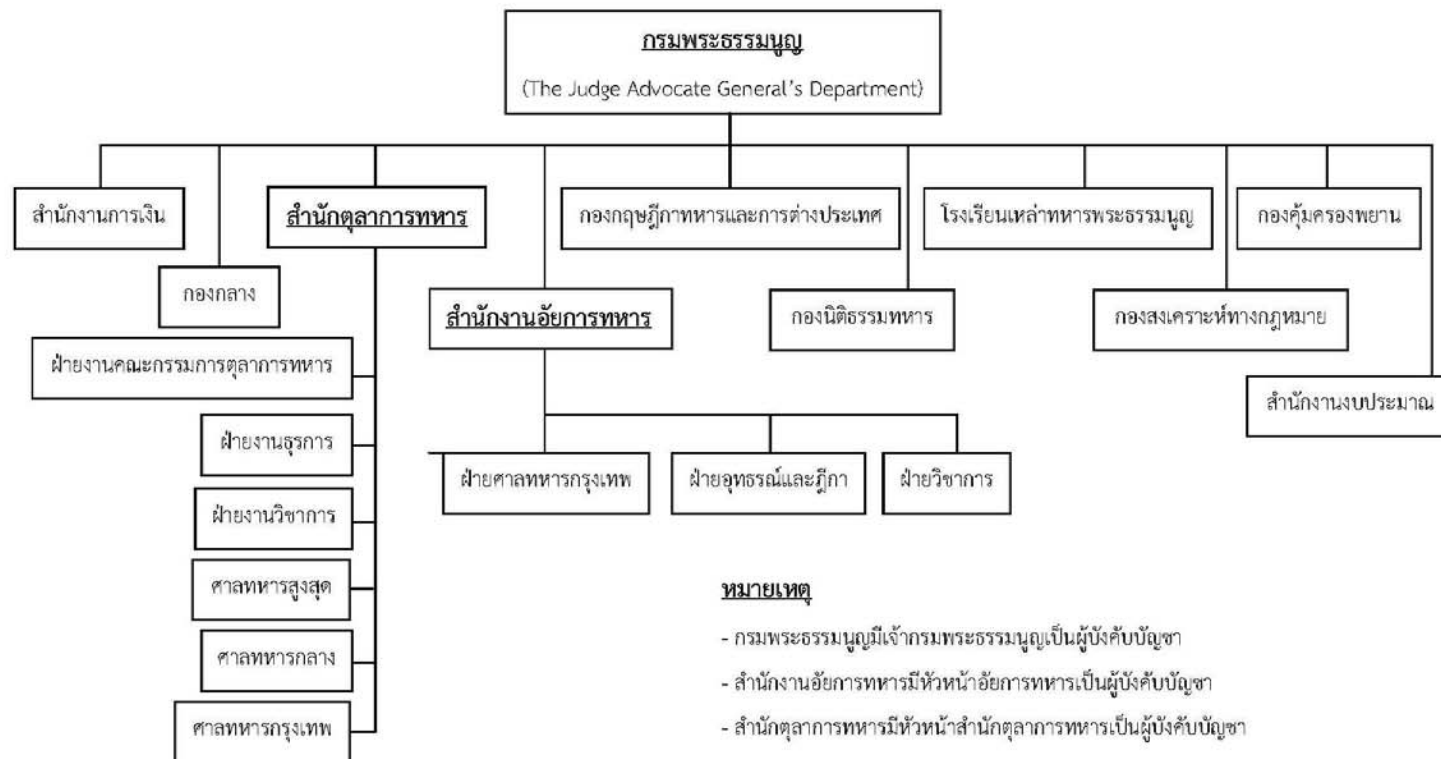 กรมพระธรรมนูญ
(The Judge Advocate General's Department)
สำนักงานการเงิน
สำนักตุลาการทหาร
กองกฤษฎีกาทหารและการต่างประเทศ
โรงเรียนเหล่าทหารพระธรรมนูญ
กองคุ้มครองพยาน
กองกลาง
สำนักงานอัยการทหาร
กองนิติธรรมทหาร
กองสงเคราะห์ทางกฎหมาย
ฝ่ายงานคณะกรรมการตุลาการทหาร
สำนักงานงบประมาณ
ฝ่ายงานธุรการ
ฝ่ายศาลทหารกรุงเทพ
ฝ่ายอุทธรณ์และฎีกา
ฝ่ายวิชาการ
ฝ่ายงานวิชาการ
ศาลทหารสูงสุด
ศาลทหารกลาง
ศาลทหารกรุงเทพ
หมายเหตุ
- กรมพระธรรมนูญมีเจ้ากรมพระธรรมนูญเป็นผู้บังคับบัญชา
- สำนักงานอัยการทหารมีหัวหน้าอัยการทหารเป็นผู้บังคับบัญชา
- สำนักตุลาการทหารมีหัวหน้าสำนักตุลาการทหารเป็นผู้บังคับบัญชา